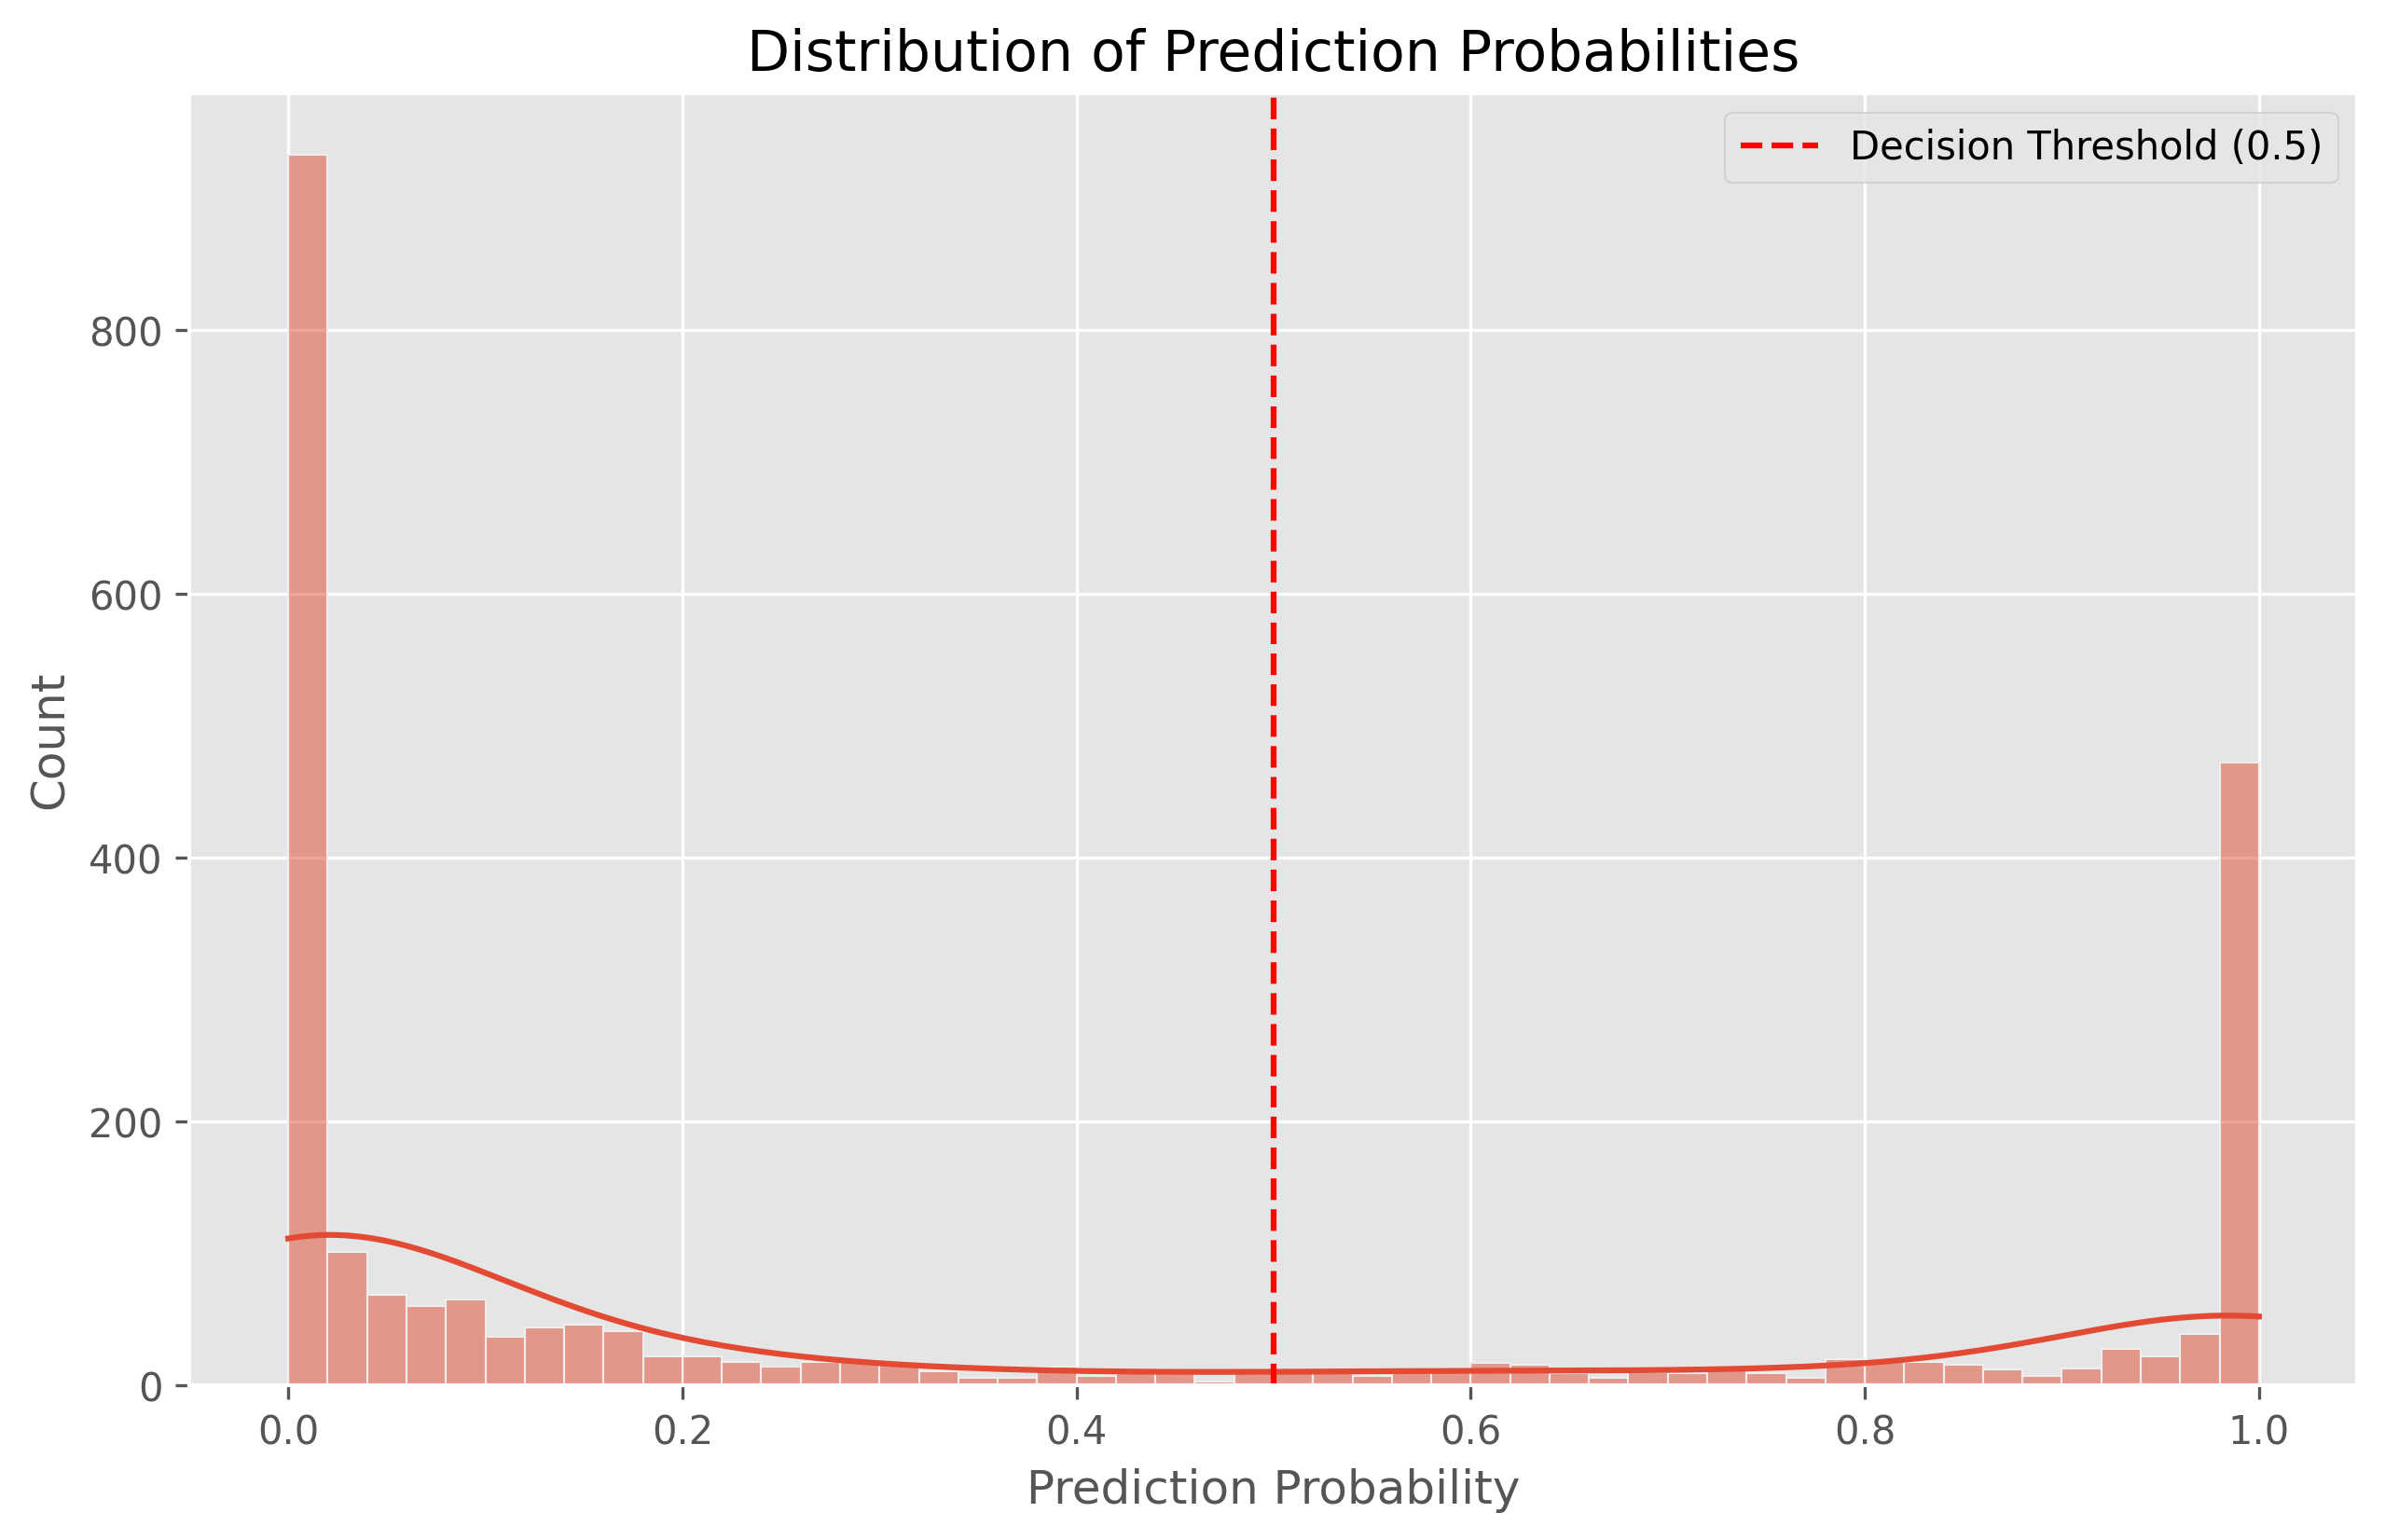 Distribution of Prediction Probabilities
Decision Threshold (0.5)
Count
800
600
400
200
0
0.0 0.2 0.4 0.6 0.8 1.0
Prediction Probability